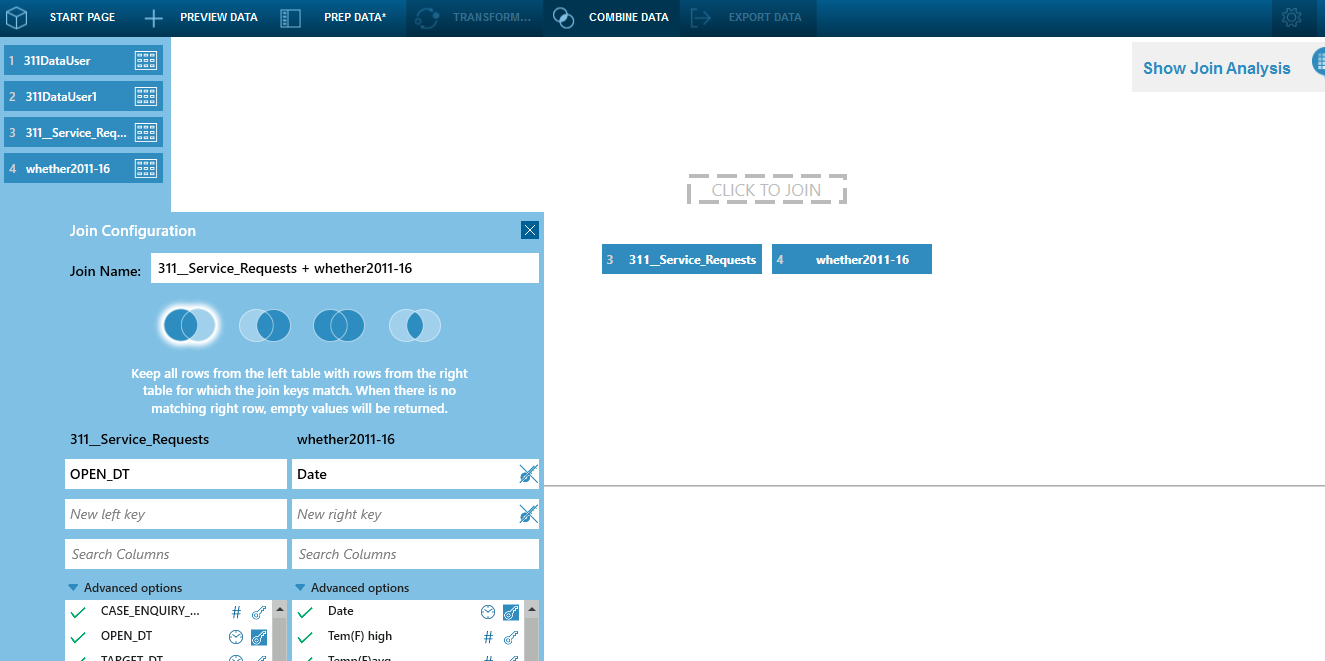 START PAGE
PREVIEW DATA
PREP DATA*
TRANSFORM...
COMBINE DATA
EXPORT DATA
1 311DataUser
2 311DataUser1
3 311__Service_Req...
4 whether2011-16
Show Join Analysis
CLICK TO JOIN
3 311__Service_Requests
4 whether2011-16
Join Configuration
Join Name: 311__Service_Requests + whether2011-16
Keep all rows from the left table with rows from the right
table for which the join keys match. When there is no
matching right row, empty values will be returned.
311__Service_Requests
whether2011-16
OPEN_DT
Date
New left key
New right key
Search Columns
Search Columns
Advanced options
Advanced options
CASE_ENQUIRY_... #
Date
OPEN_DT
Tem(F) high #
TARGET_DT
Temp(F)avg #